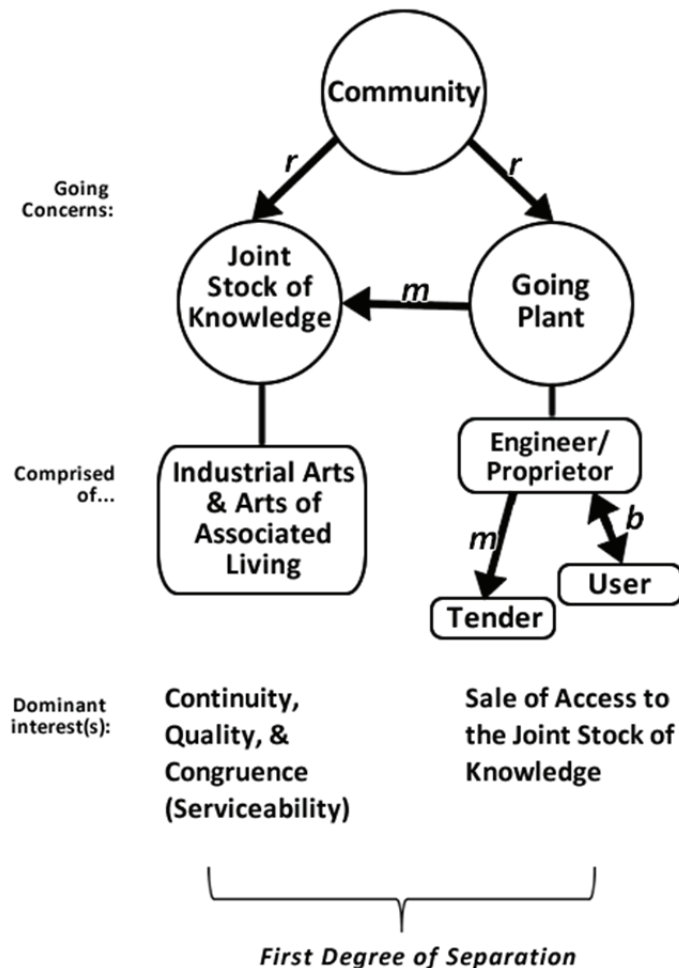 Community
r
r
Going
Concerns:
Joint
Stock of
Knowledge
m
Going
Plant
Comprised
of...
Industrial Arts
& Arts of
Associated
Living
Engineer/
Proprietor
m
b
User
Tender
Dominant
interest(s):
Continuity,
Quality, &
Congruence
(Serviceability)
Sale of Access to
the Joint Stock of
Knowledge
First Degree of Separation